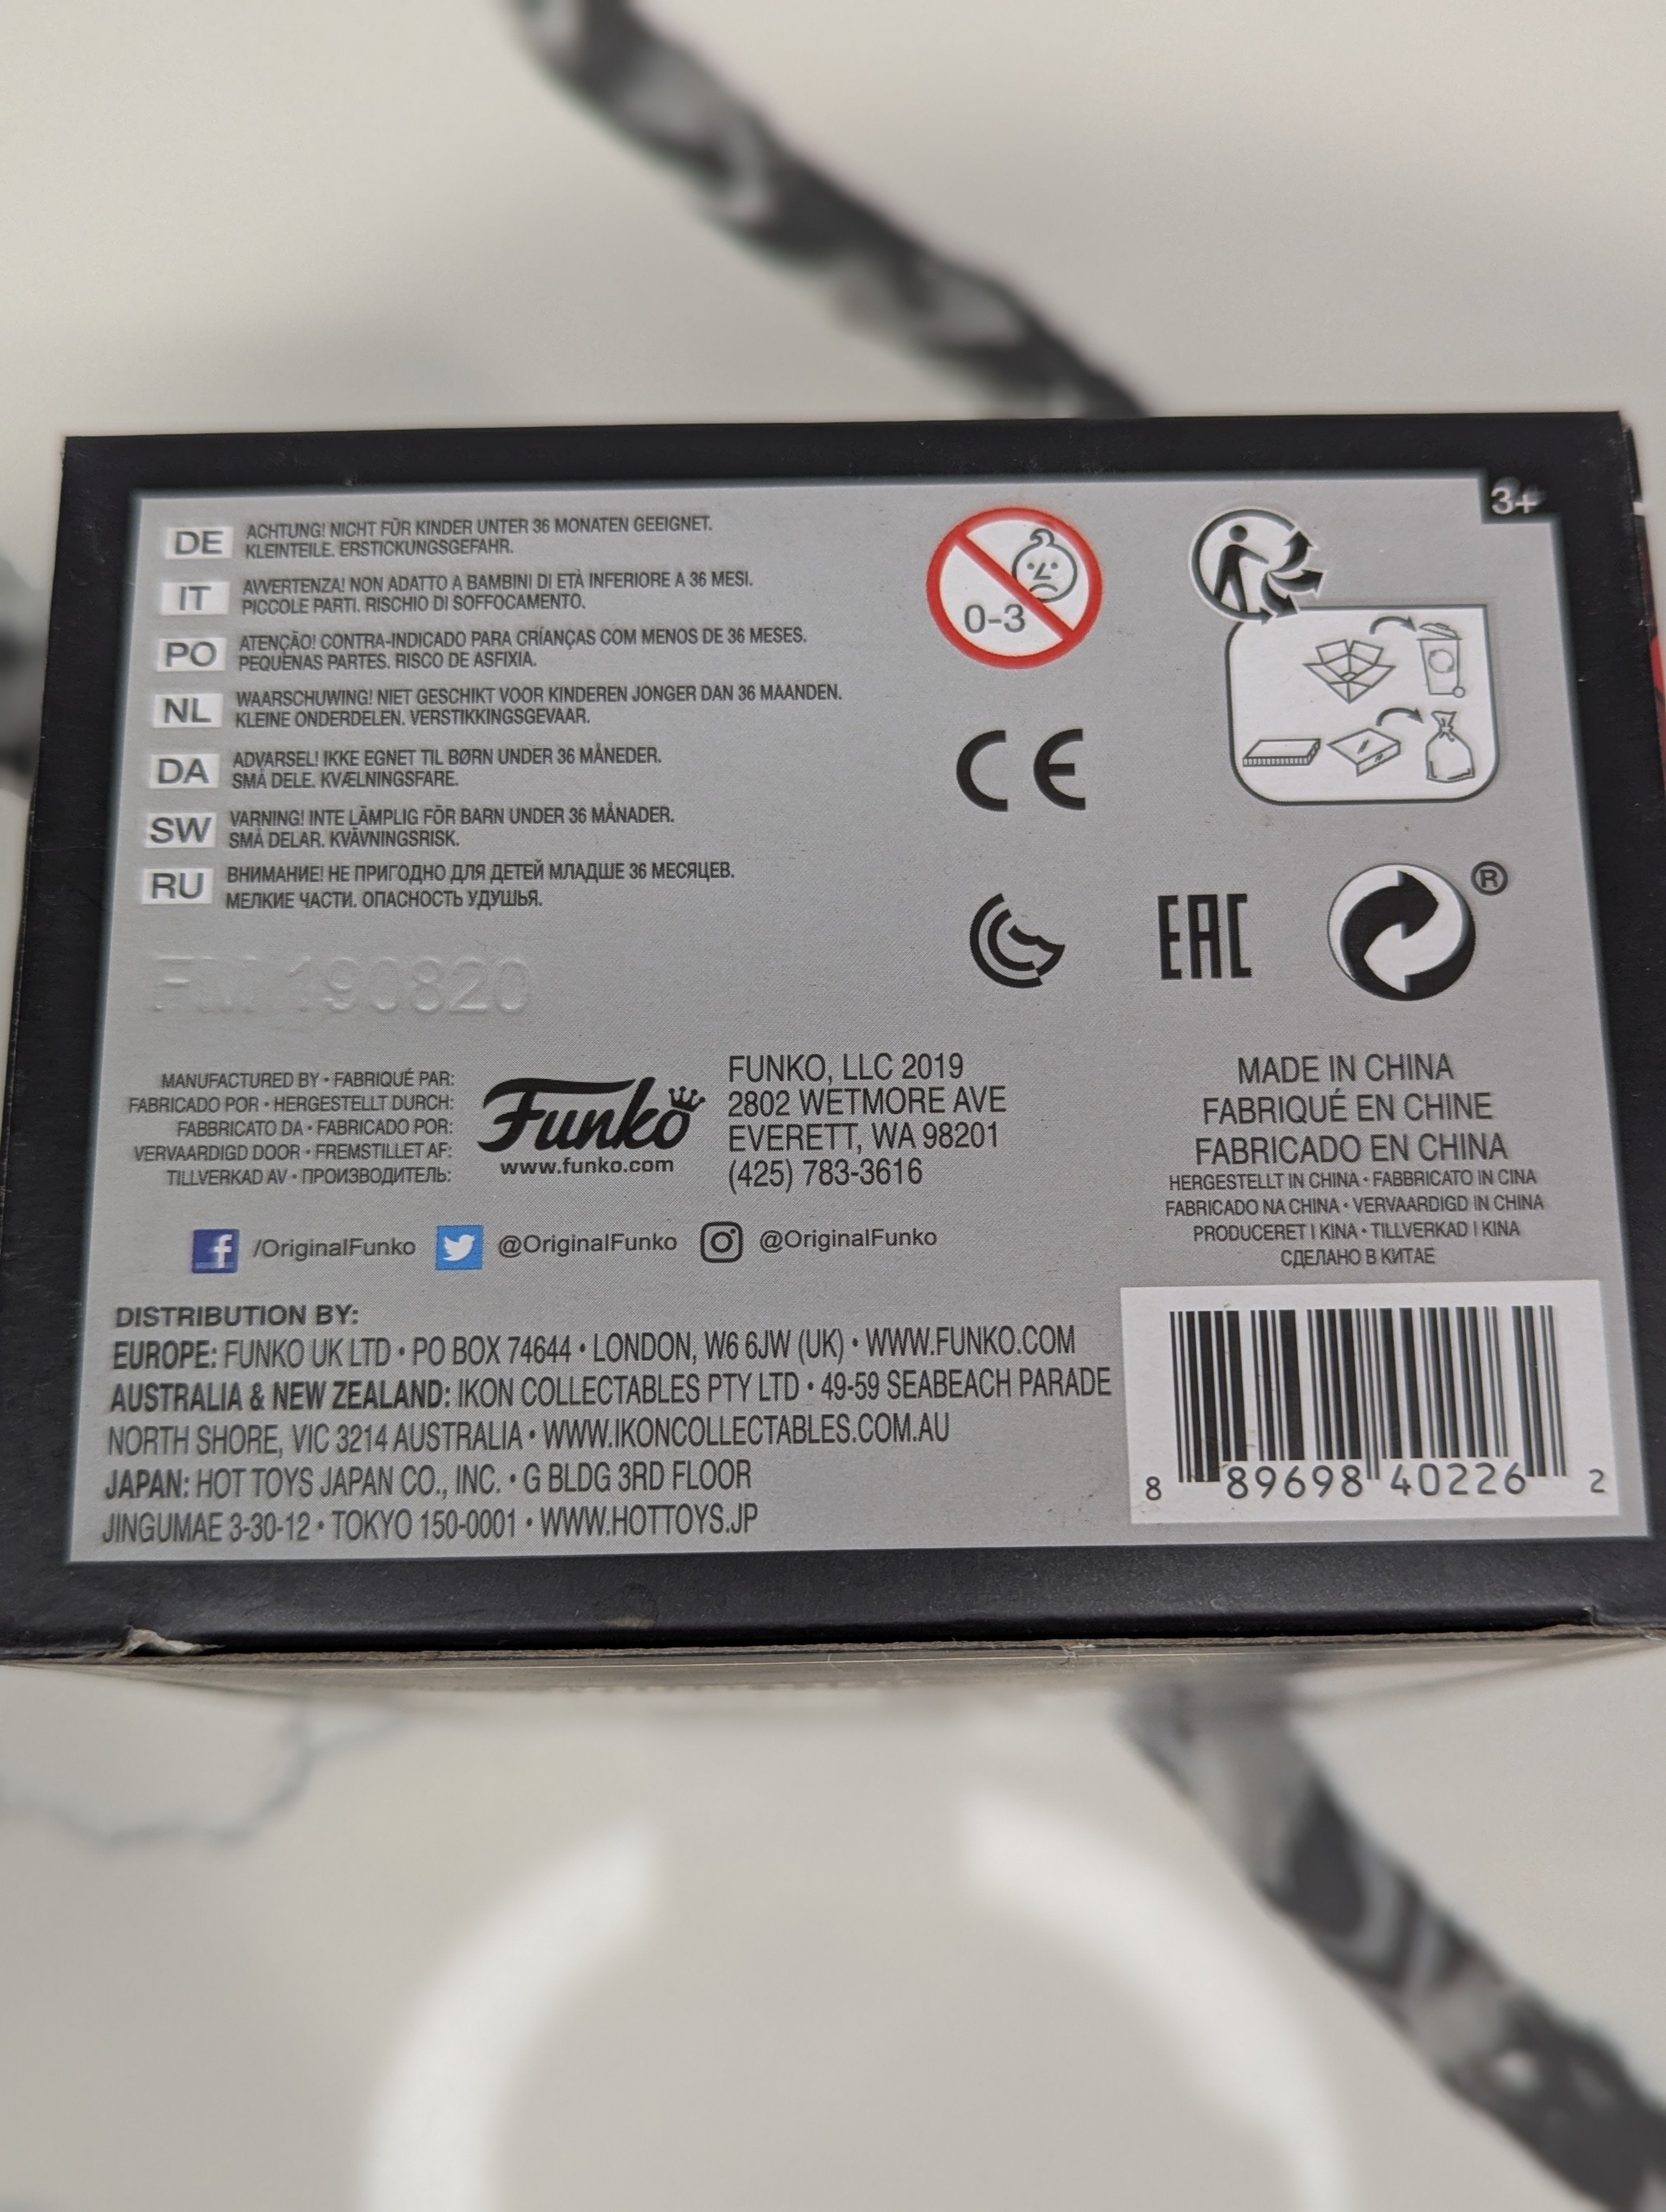 3+
DE ACHTUNG! NICHT FÜR KINDER UNTER 36 MONATEN GEEIGNET.
KLEINTEILE. ERSTICKUNGSGEFAHR.
IT AVVERTENZA! NON ADATTO A BAMBINI DI ETÀ INFERIORE A 36 MESI.
PICCOLE PARTI. RISCHIO DI SOFFOCAMENTO.
PO ATENÇÃO! CONTRA-INDICADO PARA CRÍANÇAS COM MENOS DE 36 MESES.
PEQUENAS PARTES. RISCO DE ASFIXIA.
NL WAARSCHUWING! NIET GESCHIKT VOOR KINDEREN JONGER DAN 36 MAANDEN.
KLEINE ONDERDELEN. VERSTIKKINGSGEVAAR.
DA ADVARSEL! IKKE EGNET TIL BØRN UNDER 36 MÅNEDER.
SMÅ DELE. KVÆLNINGSFARE.
SW VARNING! INTE LÄMPLIG FÖR BARN UNDER 36 MÅNADER.
SMÅ DELAR. KVÄVNINGSRISK.
RU ВНИМАНИЕ! НЕ ПРИГОДНО ДЛЯ ДЕТЕЙ МЛАДШЕ 36 МЕСЯЦЕВ.
МЕЛКИЕ ЧАСТИ. ОПАСНОСТЬ УДУШЬЯ.
0-3
CE
EAC
®
FM 190820
MANUFACTURED BY • FABRIQUÉ PAR:
FABRICADO POR • HERGESTELLT DURCH:
FABBRICATO DA • FABRICADO POR:
VERVAARDIGD DOOR • FREMSTILLET AF:
TILLVERKAD AV • ПРОИЗВОДИТЕЛЬ:
Funko
www.funko.com
FUNKO, LLC 2019
2802 WETMORE AVE
EVERETT, WA 98201
(425) 783-3616
MADE IN CHINA
FABRIQUÉ EN CHINE
FABRICADO EN CHINA
HERGESTELLT IN CHINA • FABBRICATO IN CINA
FABRICADO NA CHINA • VERVAARDIGD IN CHINA
PRODUCERET I KINA • TILLVERKAD I KINA
СДЕЛАНО В КИТАЕ
f /OriginalFunko @OriginalFunko @OriginalFunko
DISTRIBUTION BY:
EUROPE: FUNKO UK LTD • PO BOX 74644 • LONDON, W6 6JW (UK) • WWW.FUNKO.COM
AUSTRALIA & NEW ZEALAND: IKON COLLECTABLES PTY LTD • 49-59 SEABEACH PARADE
NORTH SHORE, VIC 3214 AUSTRALIA • WWW.IKONCOLLECTABLES.COM.AU
JAPAN: HOT TOYS JAPAN CO., INC. • G BLDG 3RD FLOOR
JINGUMAE 3-30-12 • TOKYO 150-0001 • WWW.HOTTOYS.JP
8 89698 40226 2